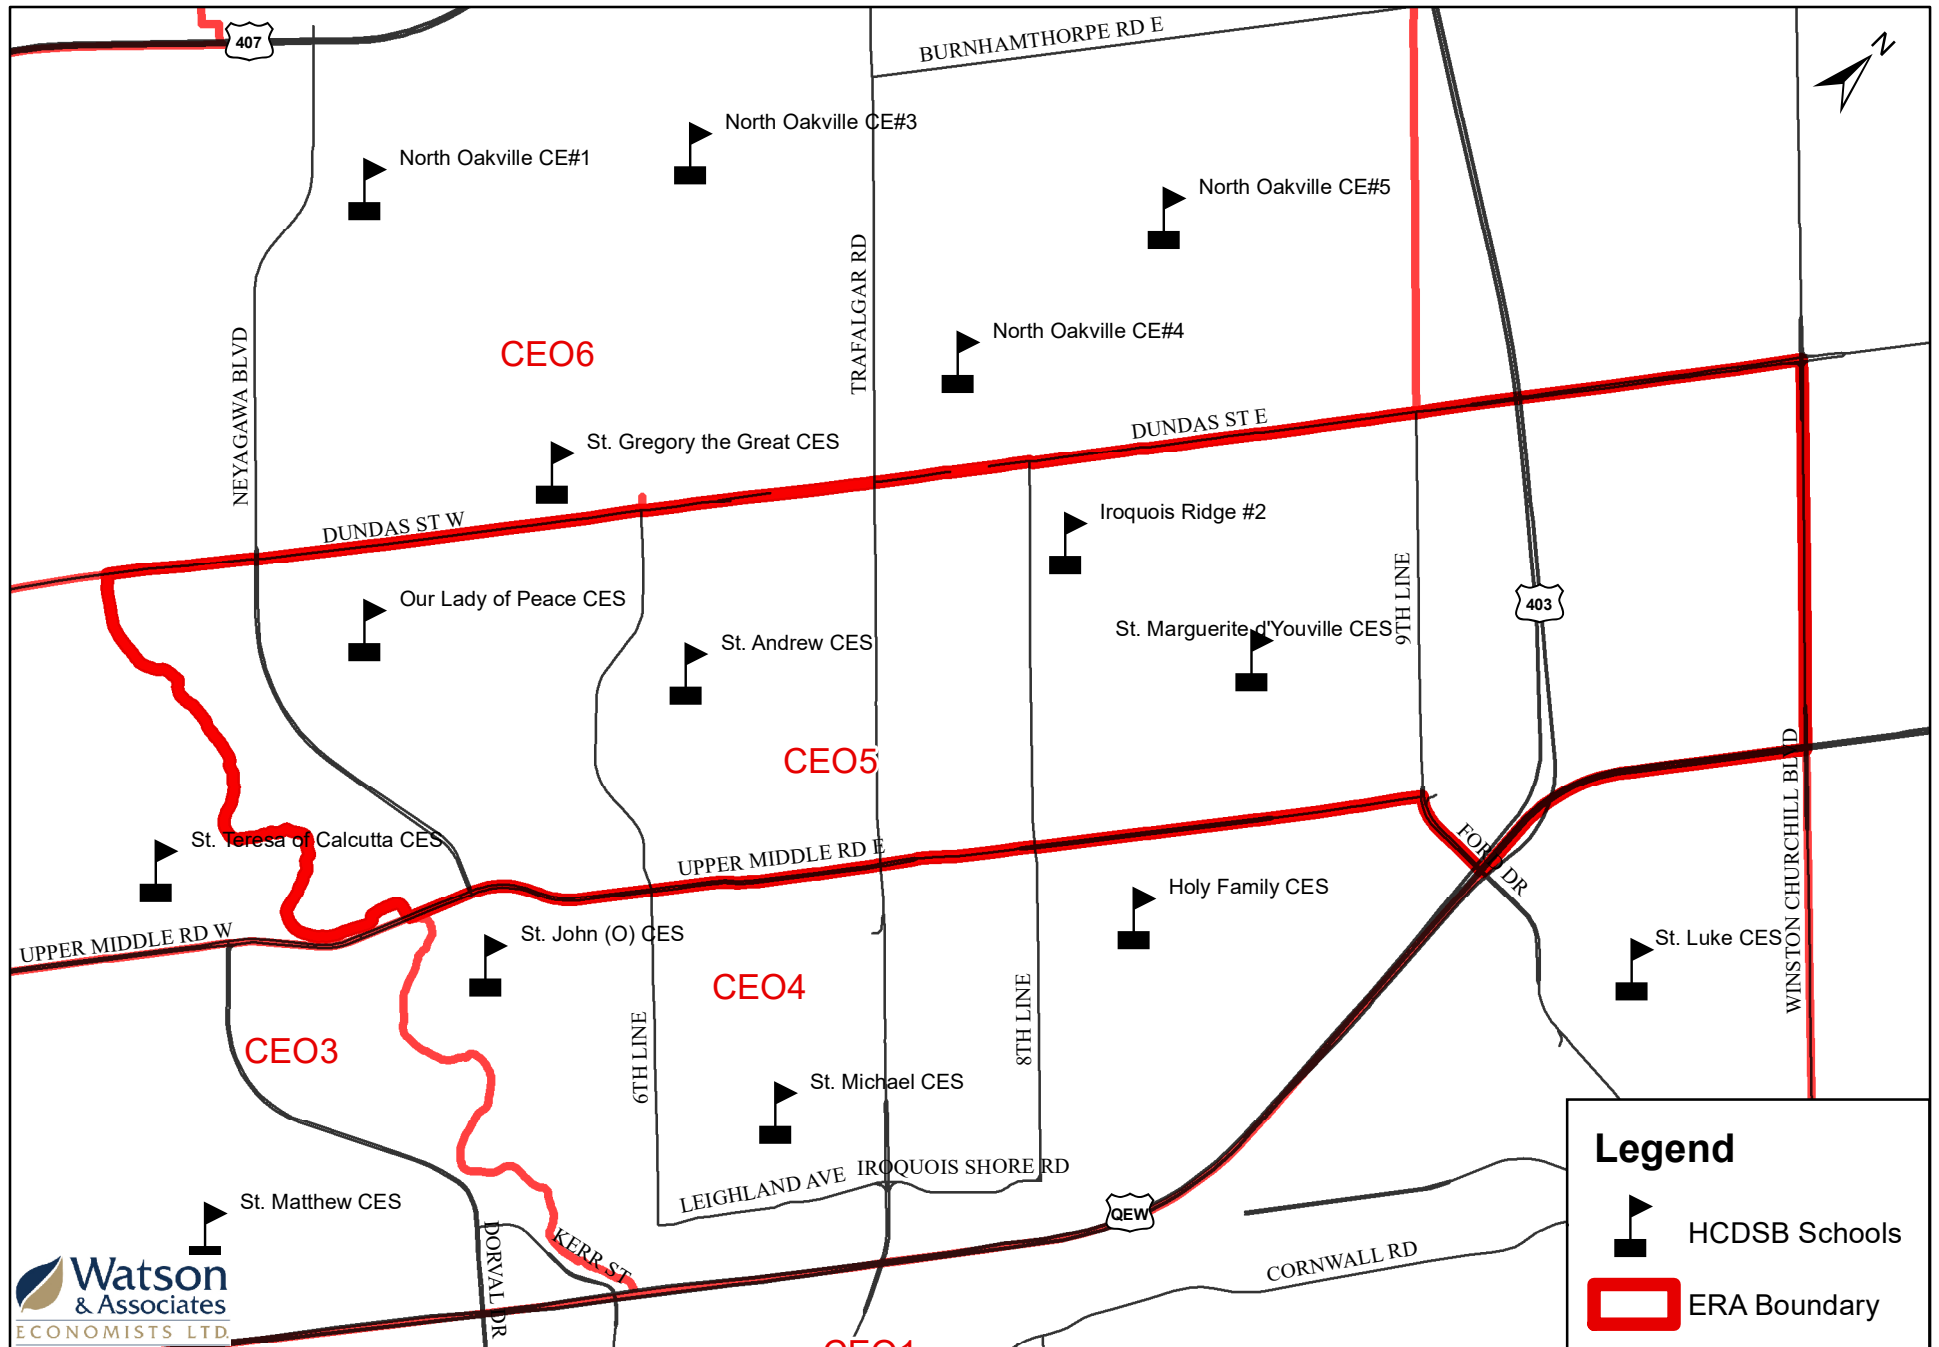 407
BURNHAMTHORPE RD E
N
North Oakville CE#3
North Oakville CE#1
North Oakville CE#5
TRAFALGAR RD
North Oakville CE#4
NEYAGAWA BLVD
CEO6
DUNDAS ST E
St. Gregory the Great CES
DUNDAS ST W
Iroquois Ridge #2
9TH LINE
403
Our Lady of Peace CES
St. Andrew CES
St. Marguerite d'Youville CES
CEO5
WINSTON CHURCHILL BLVD
St. Teresa of Calcutta CES
UPPER MIDDLE RD E
FORD DR
Holy Family CES
UPPER MIDDLE RD W
St. John (O) CES
St. Luke CES
CEO4
8TH LINE
6TH LINE
CEO3
St. Michael CES
LEIGHLAND AVE
IROQUOIS SHORE RD
St. Matthew CES
QEW
DORVAL DR
KERR ST
CORNWALL RD
CEO1
Legend
HCDSB Schools
ERA Boundary
Watson
& Associates
ECONOMISTS LTD.